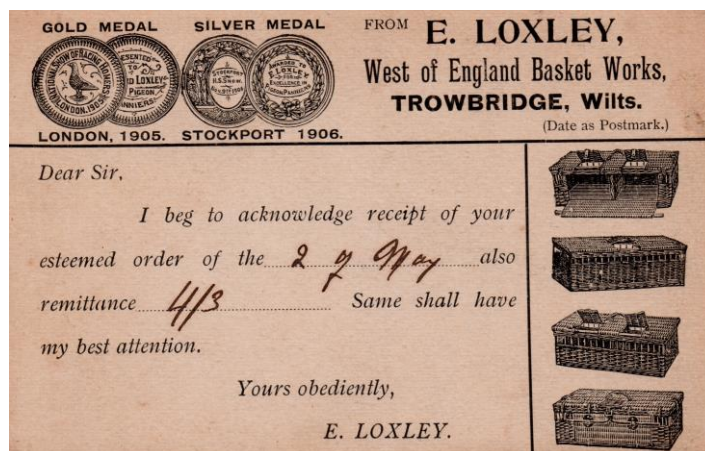 GOLD MEDAL
SILVER MEDAL
LONDON, 1905.
STOCKPORT 1906.
FROM E. LOXLEY,
West of England Basket Works,
TROWBRIDGE, Wilts.
(Date as Postmark.)
Dear Sir,
I beg to acknowledge receipt of your
esteemed order of the 2 of May also
remittance 4/3 Same shall have
my best attention.
Yours obediently,
E. LOXLEY.